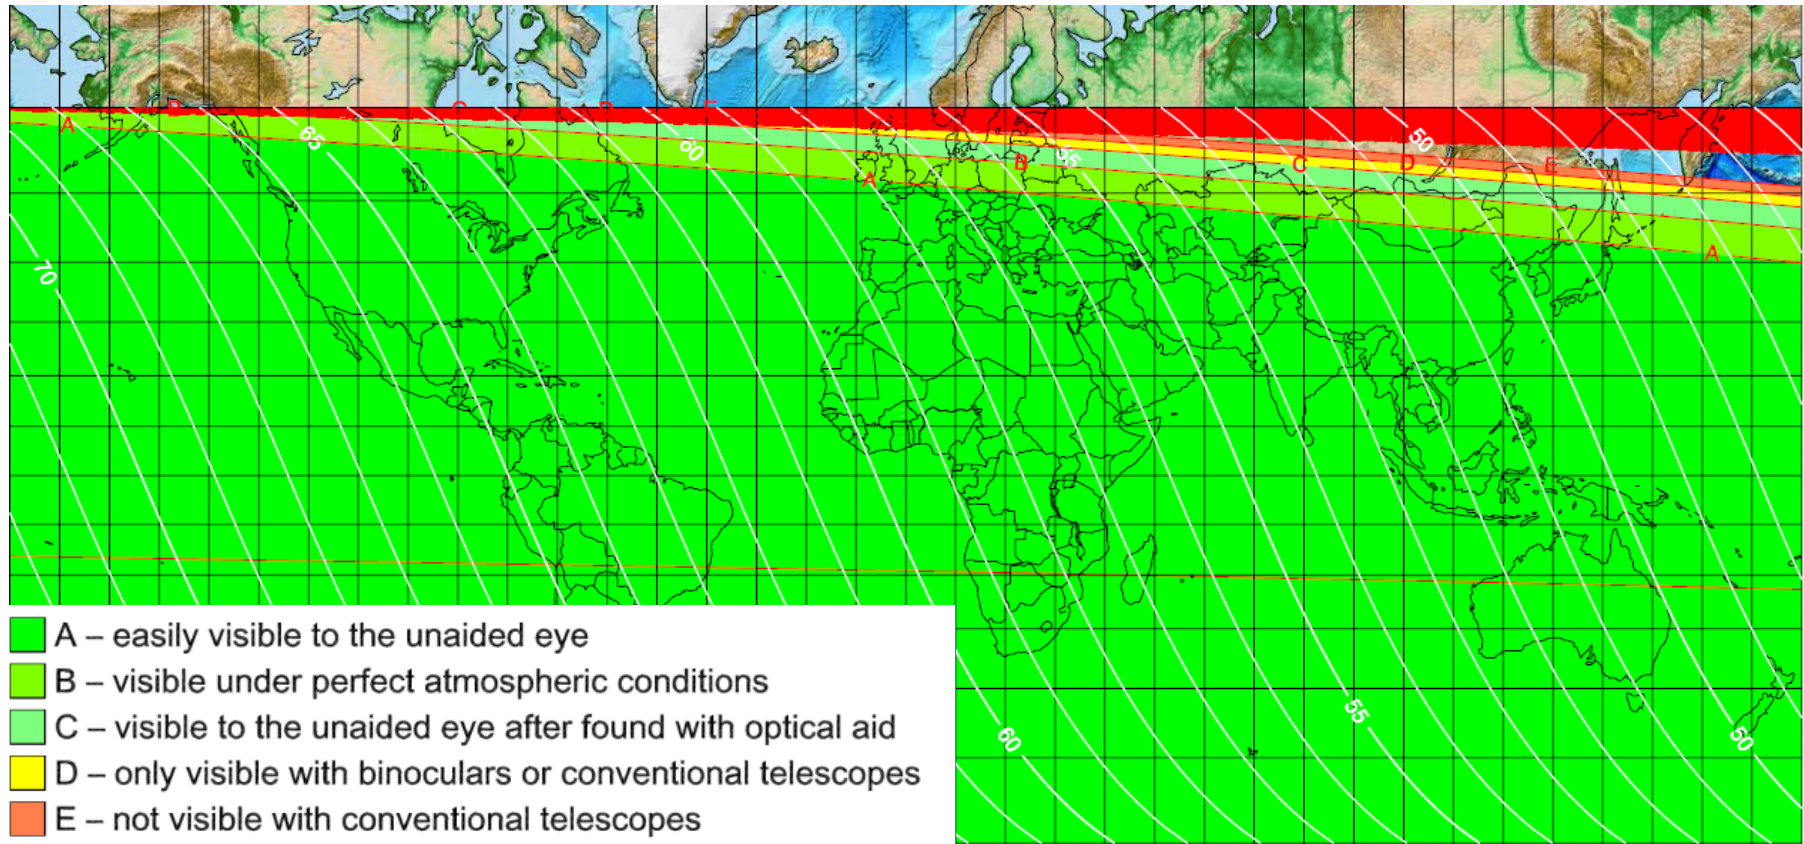 B
C
D
E
A
65
60
50
B
55
C
D
E
A
A
70
55
60
50
A – easily visible to the unaided eye
B – visible under perfect atmospheric conditions
C – visible to the unaided eye after found with optical aid
D – only visible with binoculars or conventional telescopes
E – not visible with conventional telescopes